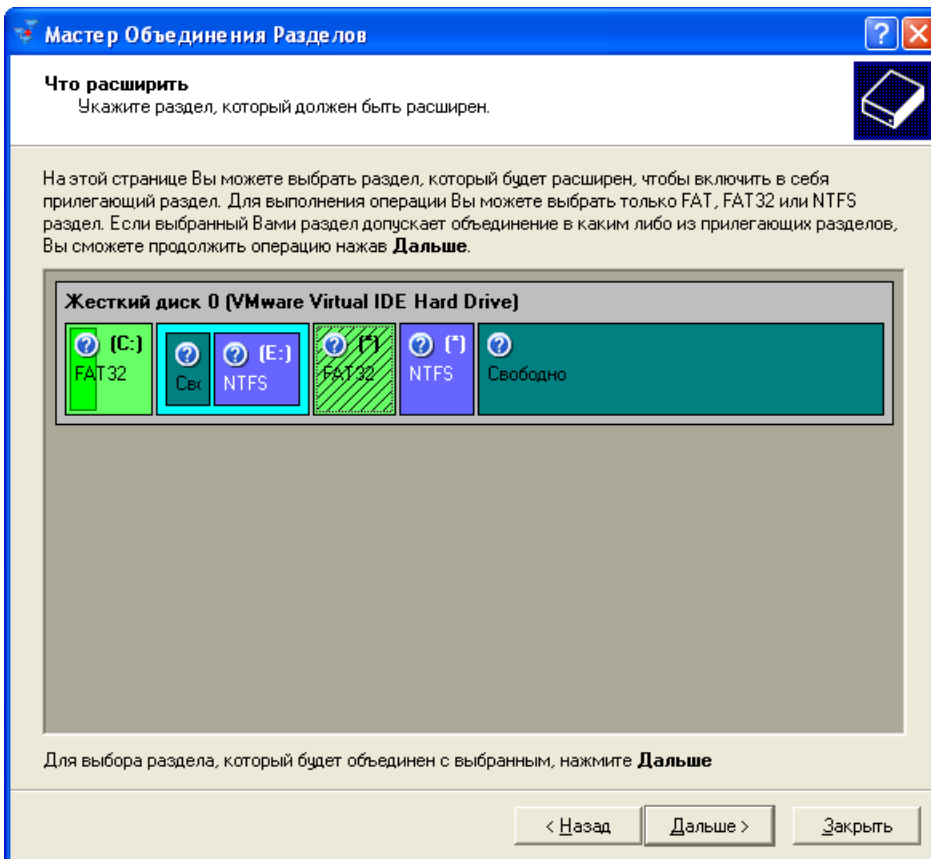 Мастер Объединения Разделов
Что расширить
Укажите раздел, который должен быть расширен.
На этой странице Вы можете выбрать раздел, который будет расширен, чтобы включить в себя
прилегающий раздел. Для выполнения операции Вы можете выбрать только FAT, FAT32 или NTFS
раздел. Если выбранный Вами раздел допускает объединение в каким либо из прилегающих разделов,
Вы сможете продолжить операцию нажав Дальше.
Жесткий диск 0 (VMware Virtual IDE Hard Drive)
(C:) (E:) (*) (*)
FAT32 Сво NTFS FAT32 NTFS Свободно
Для выбора раздела, который будет объединен с выбранным, нажмите Дальше
< Назад Дальше > Закрыть